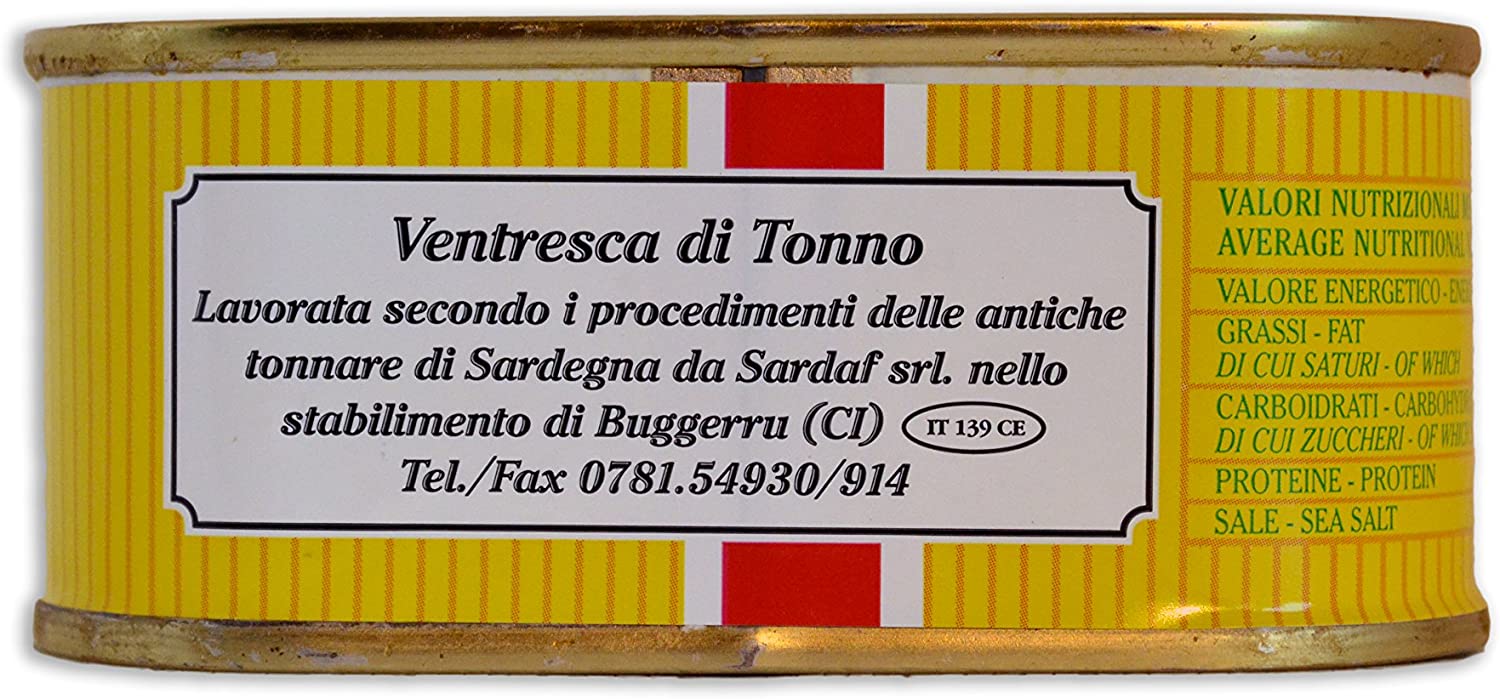 Ventresca di Tonno
Lavorata secondo i procedimenti delle antiche
tonnare di Sardegna da Sardaf srl. nello
stabilimento di Buggerru (CI) IT 139 CE
Tel./Fax 0781.54930/914
VALORI NUTRIZIONALI
AVERAGE NUTRITIONAL
VALORE ENERGETICO -
GRASSI - FAT
DI CUI SATURI - OF WHICH
CARBOIDRATI -
DI CUI ZUCCHERI - OF WHICH
PROTEINE - PROTEIN
SALE - SEA SALT